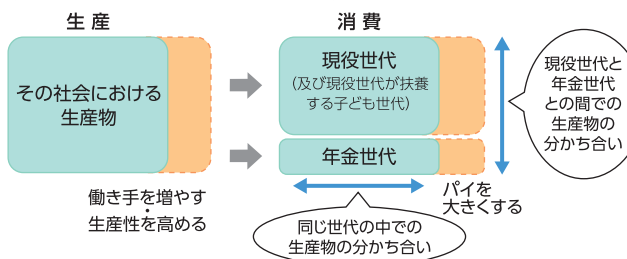 生産
消費
その社会における
生産物
現役世代
(及び現役世代が扶養
する子ども世代)
年金世代
現役世代と
年金世代
との間での
生産物の
分かち合い
働き手を増やす
・
生産性を高める
パイを
大きくする
同じ世代の中での
生産物の分かち合い